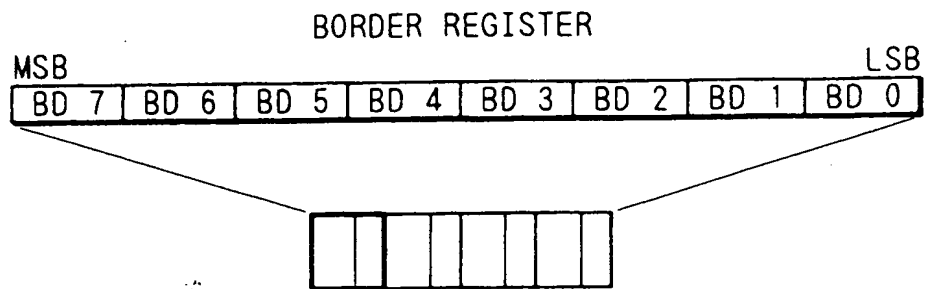 BORDER REGISTER
MSB LSB
BD 7 BD 6 BD 5 BD 4 BD 3 BD 2 BD 1 BD 0